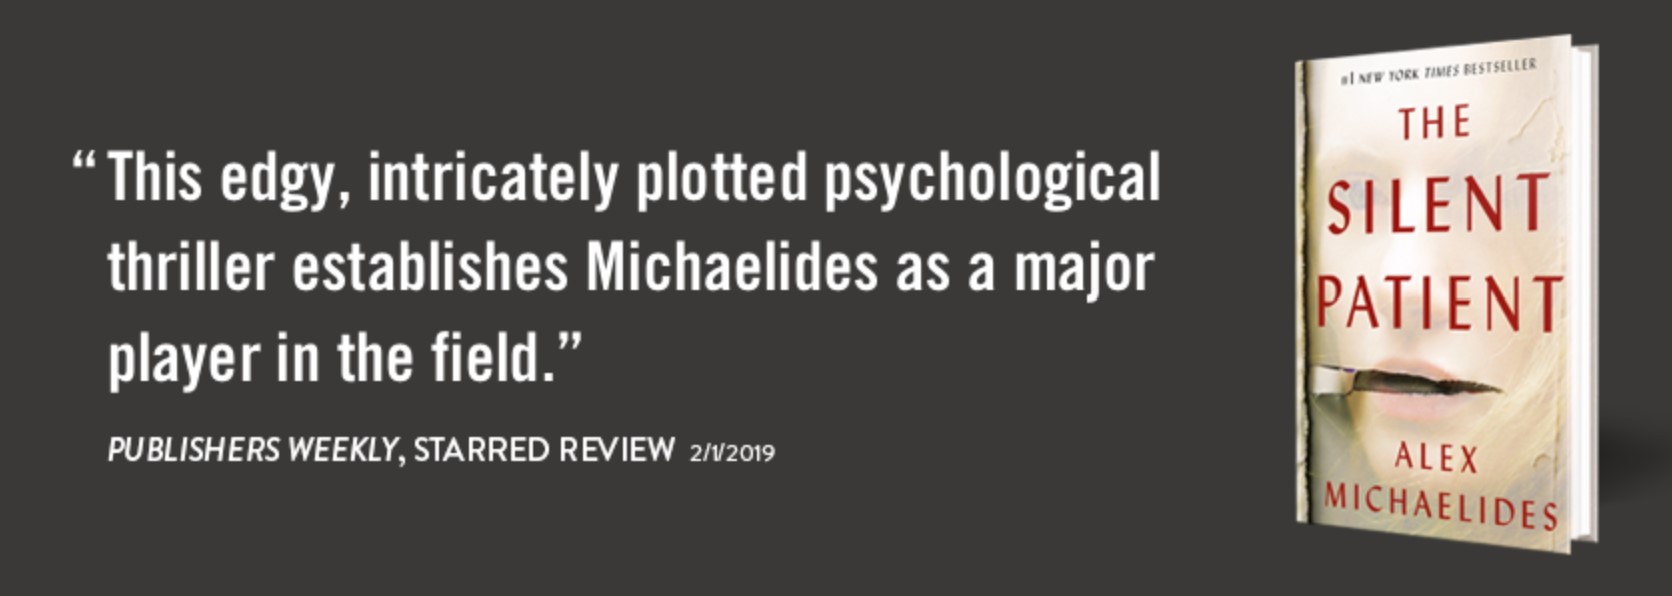 “This edgy, intricately plotted psychological
thriller establishes Michaelides as a major
player in the field.”
PUBLISHERS WEEKLY, STARRED REVIEW 2/1/2019
#1 NEW YORK TIMES BESTSELLER
THE
SILENT
PATIENT
ALEX
MICHAELIDES